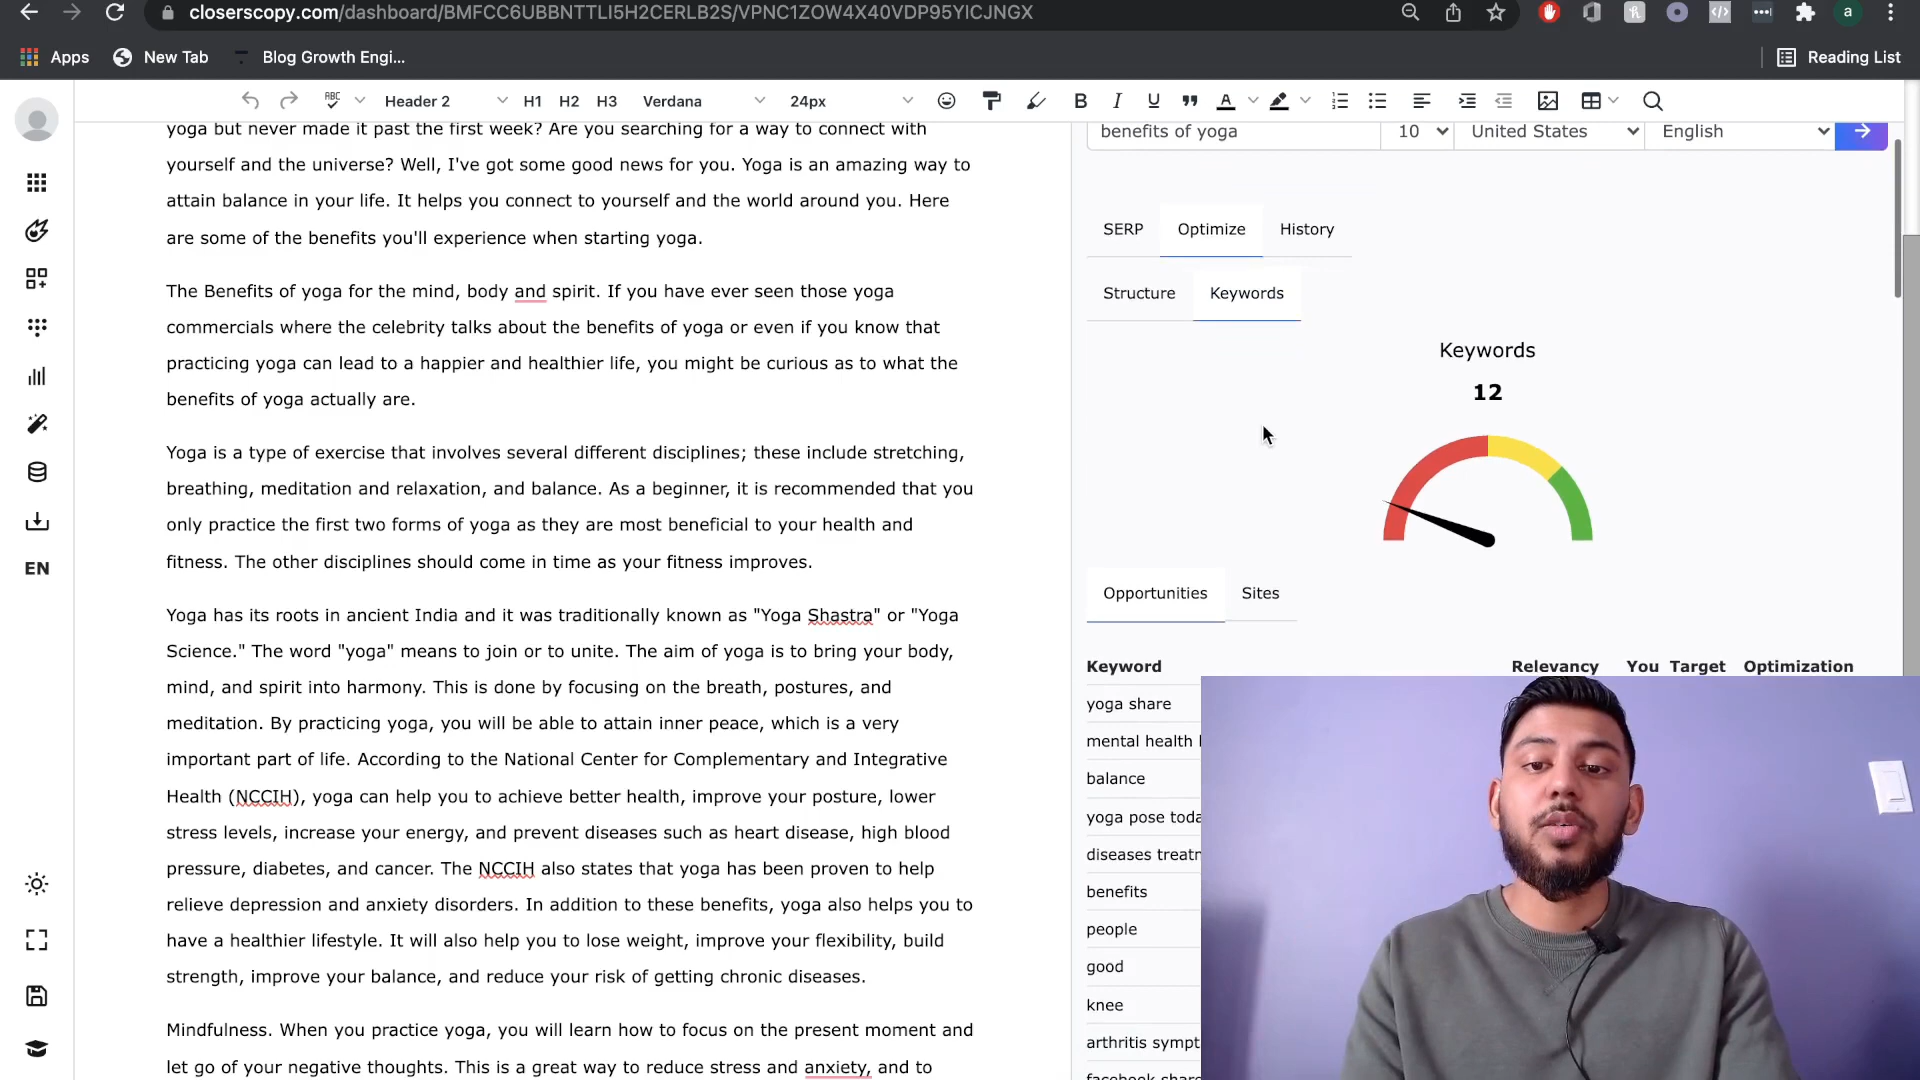 closerscopy.com/dashboard/BMFCC6UBBNTTLI5H2CERLB2S/VPNC1ZOW4X40VDP95YICJNGX
a
Apps
New Tab
Blog Growth Engi...
Reading List
ABC
Header 2
H1
H2
H3
Verdana
24px
B
I
U
A
yoga but never made it past the first week? Are you searching for a way to connect with
yourself and the universe? Well, I've got some good news for you. Yoga is an amazing way to
attain balance in your life. It helps you connect to yourself and the world around you. Here
are some of the benefits you'll experience when starting yoga.
The Benefits of yoga for the mind, body and spirit. If you have ever seen those yoga
commercials where the celebrity talks about the benefits of yoga or even if you know that
practicing yoga can lead to a happier and healthier life, you might be curious as to what the
benefits of yoga actually are.
Yoga is a type of exercise that involves several different disciplines; these include stretching,
breathing, meditation and relaxation, and balance. As a beginner, it is recommended that you
only practice the first two forms of yoga as they are most beneficial to your health and
fitness. The other disciplines should come in time as your fitness improves.
Yoga has its roots in ancient India and it was traditionally known as "Yoga Shastra" or "Yoga
Science." The word "yoga" means to join or to unite. The aim of yoga is to bring your body,
mind, and spirit into harmony. This is done by focusing on the breath, postures, and
meditation. By practicing yoga, you will be able to attain inner peace, which is a very
important part of life. According to the National Center for Complementary and Integrative
Health (NCCIH), yoga can help you to achieve better health, improve your posture, lower
stress levels, increase your energy, and prevent diseases such as heart disease, high blood
pressure, diabetes, and cancer. The NCCIH also states that yoga has been proven to help
relieve depression and anxiety disorders. In addition to these benefits, yoga also helps you to
have a healthier lifestyle. It will also help you to lose weight, improve your flexibility, build
strength, improve your balance, and reduce your risk of getting chronic diseases.
Mindfulness. When you practice yoga, you will learn how to focus on the present moment and
let go of your negative thoughts. This is a great way to reduce stress and anxiety, and to
EN
benefits of yoga
10
United States
English
SERP
Optimize
History
Structure
Keywords
Keywords
12
Opportunities
Sites
Keyword
Relevancy
You
Target
Optimization
yoga share
mental health
balance
yoga pose toda
diseases treatn
benefits
people
good
knee
arthritis sympt
facebook share